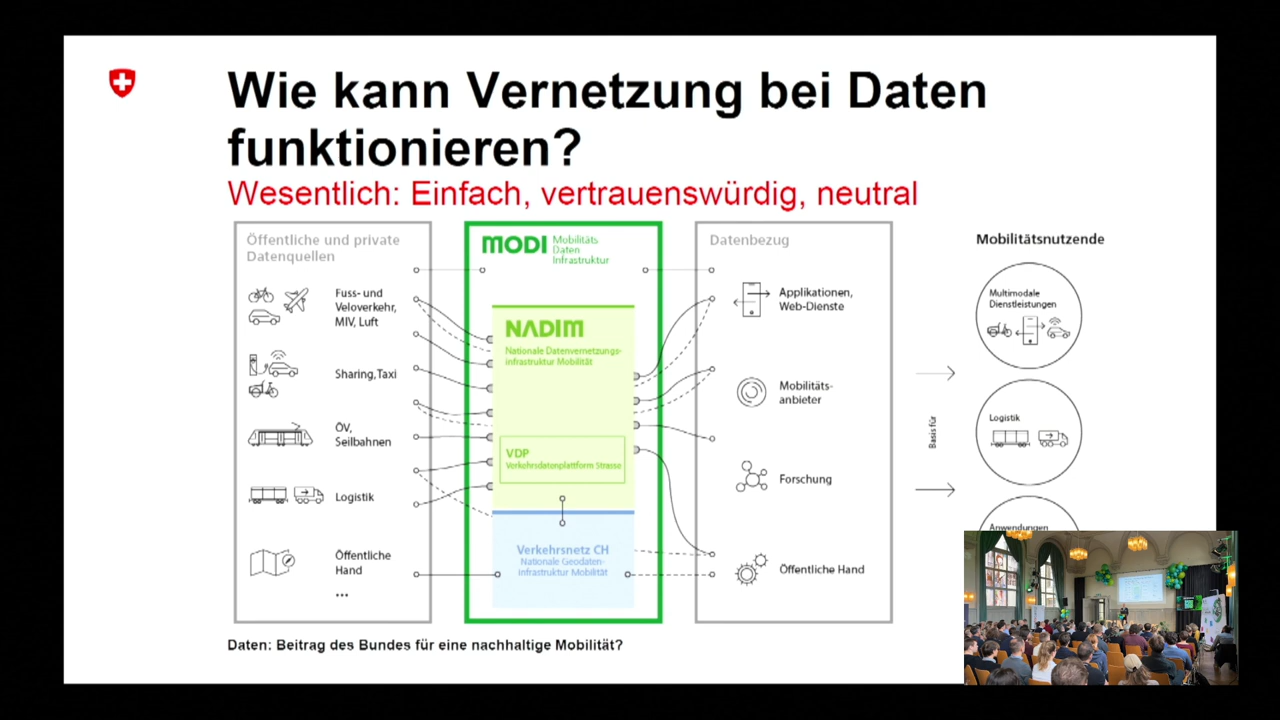 Wie kann Vernetzung bei Daten
funktionieren?
Wesentlich: Einfach, vertrauenswürdig, neutral
Öffentliche und private
Datenquellen
Fuss- und
Veloverkehr,
MIV, Luft
Sharing,Taxi
ÖV,
Seilbahnen
Logistik
Öffentliche
Hand
...
MODI
Mobilitäts
Daten
Infrastruktur
NADIM
Nationale Datenvernetzungs-
infrastruktur Mobilität
VDP
Verkehrsdatenplattform Strasse
Verkehrsnetz CH
Nationale Geodaten-
infrastruktur Mobilität
Datenbezug
Applikationen,
Web-Dienste
Mobilitäts-
anbieter
Forschung
Öffentliche Hand
Basis für
Mobilitätsnutzende
Multimodale
Dienstleistungen
Logistik
Anwendungen
Daten: Beitrag des Bundes für eine nachhaltige Mobilität?